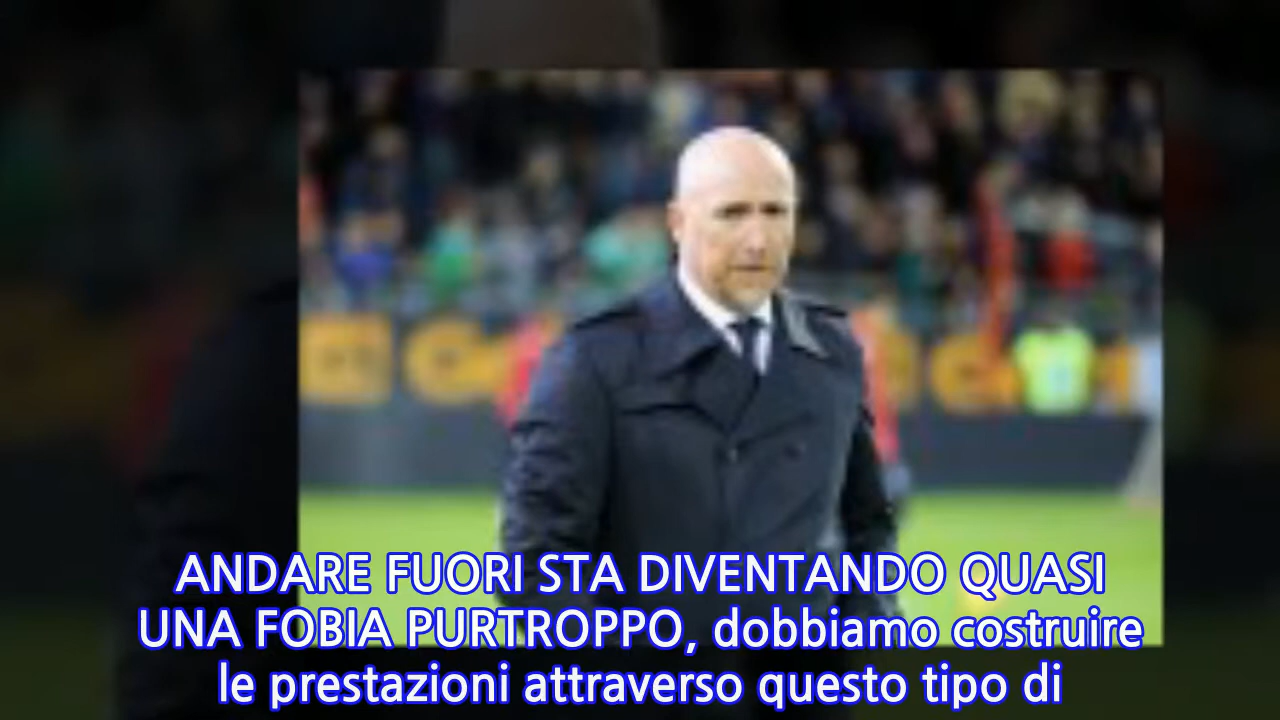 ANDARE FUORI STA DIVENTANDO QUASI
UNA FOBIA PURTROPPO, dobbiamo costruire
le prestazioni attraverso questo tipo di